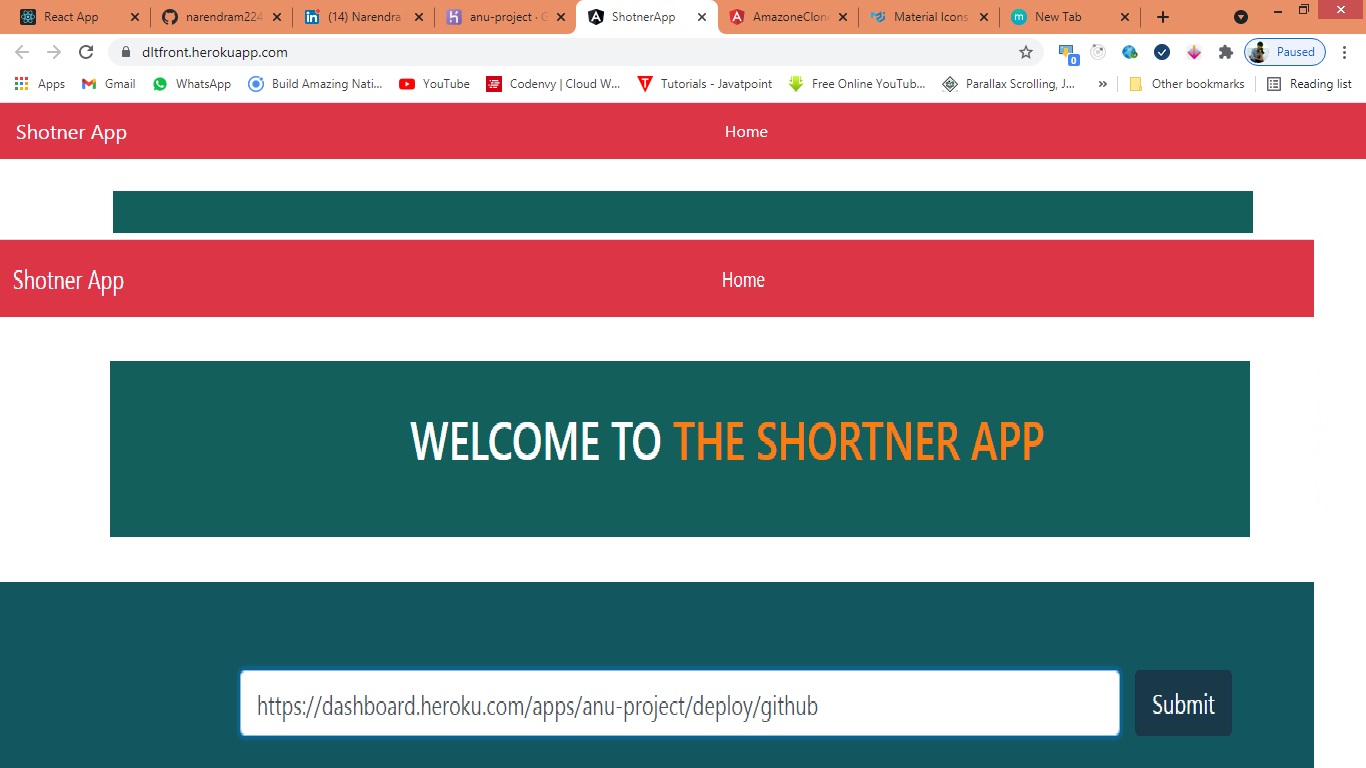 React App narendram224 (14) Narendra anu-project · G ShotnerApp AmazoneClone Material Icons New Tab
dltfront.herokuapp.com 0 Paused
Apps Gmail WhatsApp Build Amazing Nati... YouTube Codenvy | Cloud W... Tutorials - Javatpoint Free Online YouTub... Parallax Scrolling, J... » Other bookmarks Reading list
Shotner App Home
Shotner App Home
WELCOME TO THE SHORTNER APP
https://dashboard.heroku.com/apps/anu-project/deploy/github Submit